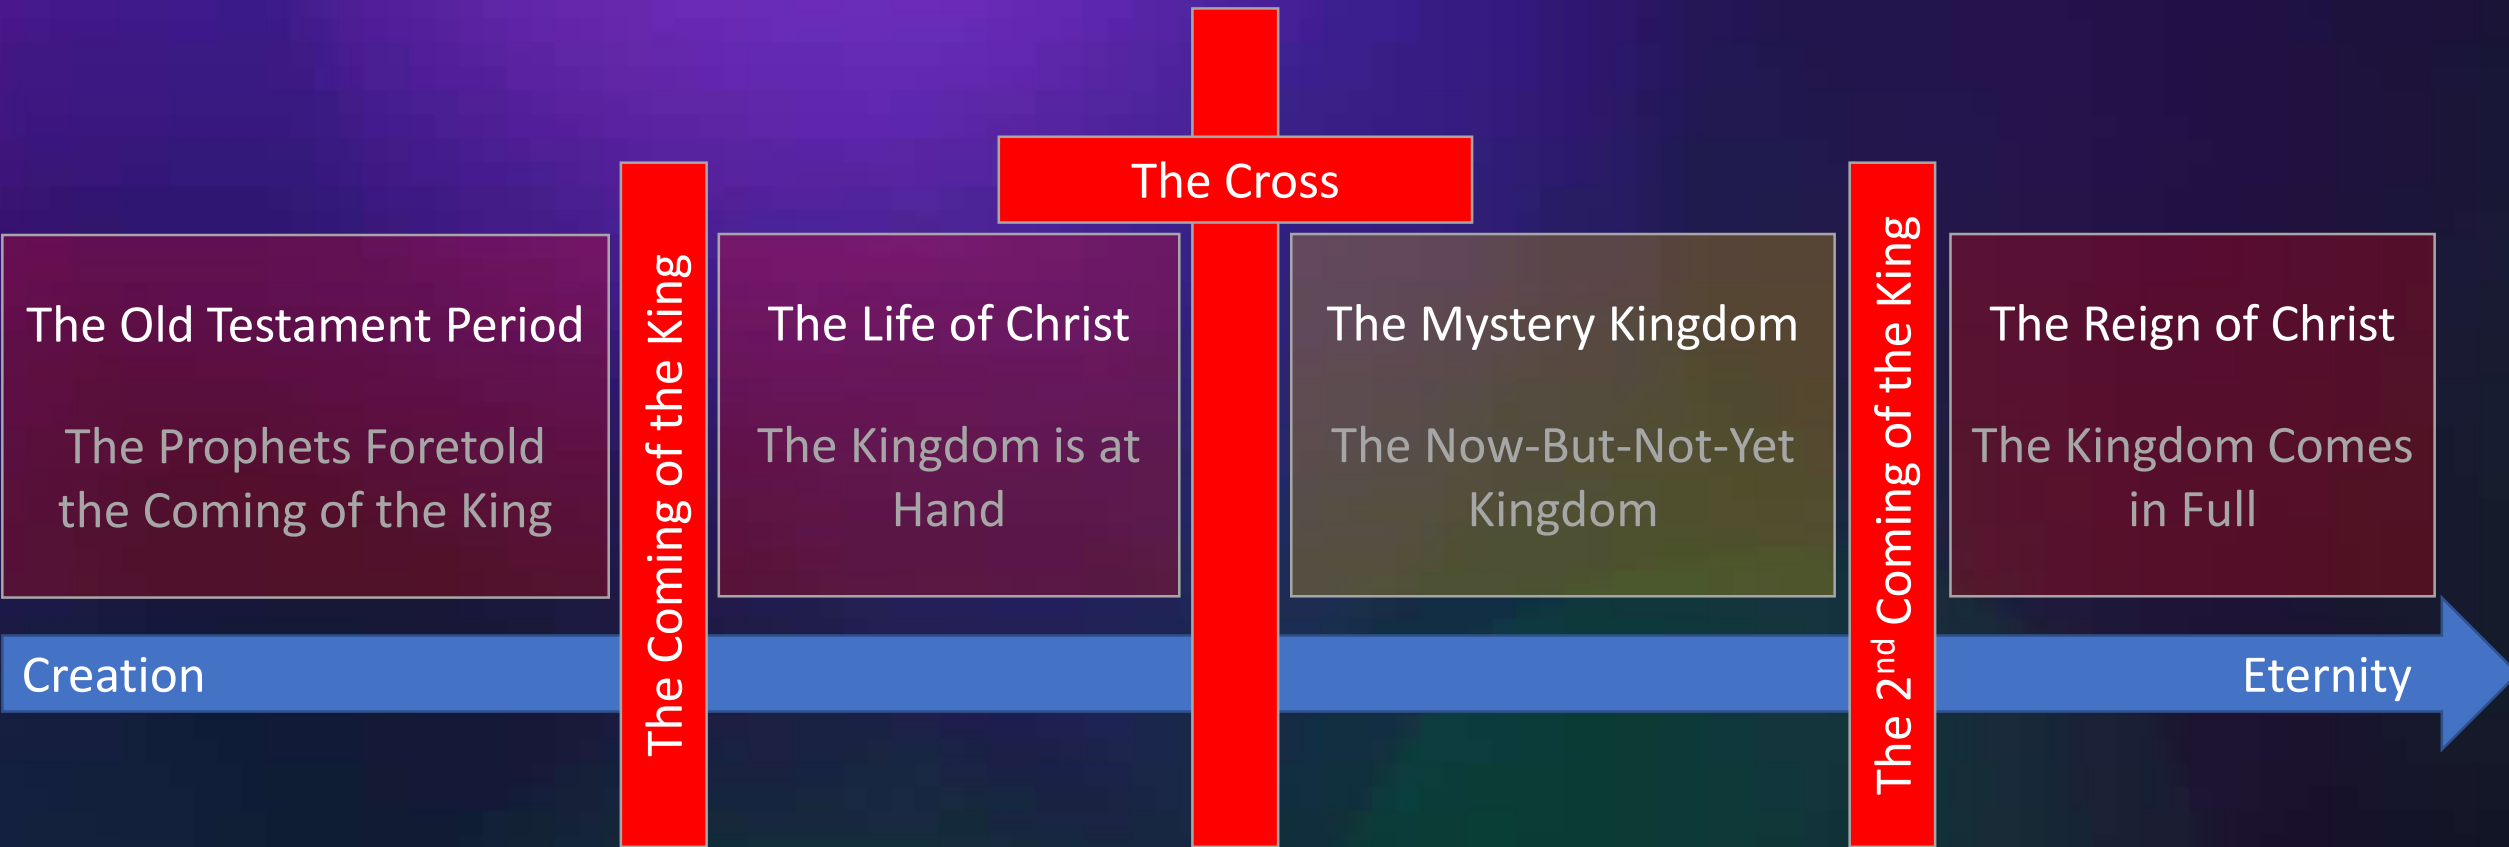 The Cross
The Old Testament Period
The Prophets Foretold
the Coming of the King
The Coming of the King
The Life of Christ
The Kingdom is at
Hand
The Mystery Kingdom
The Now-But-Not-Yet
Kingdom
The 2nd Coming of the King
The Reign of Christ
The Kingdom Comes
in Full
Creation
Eternity